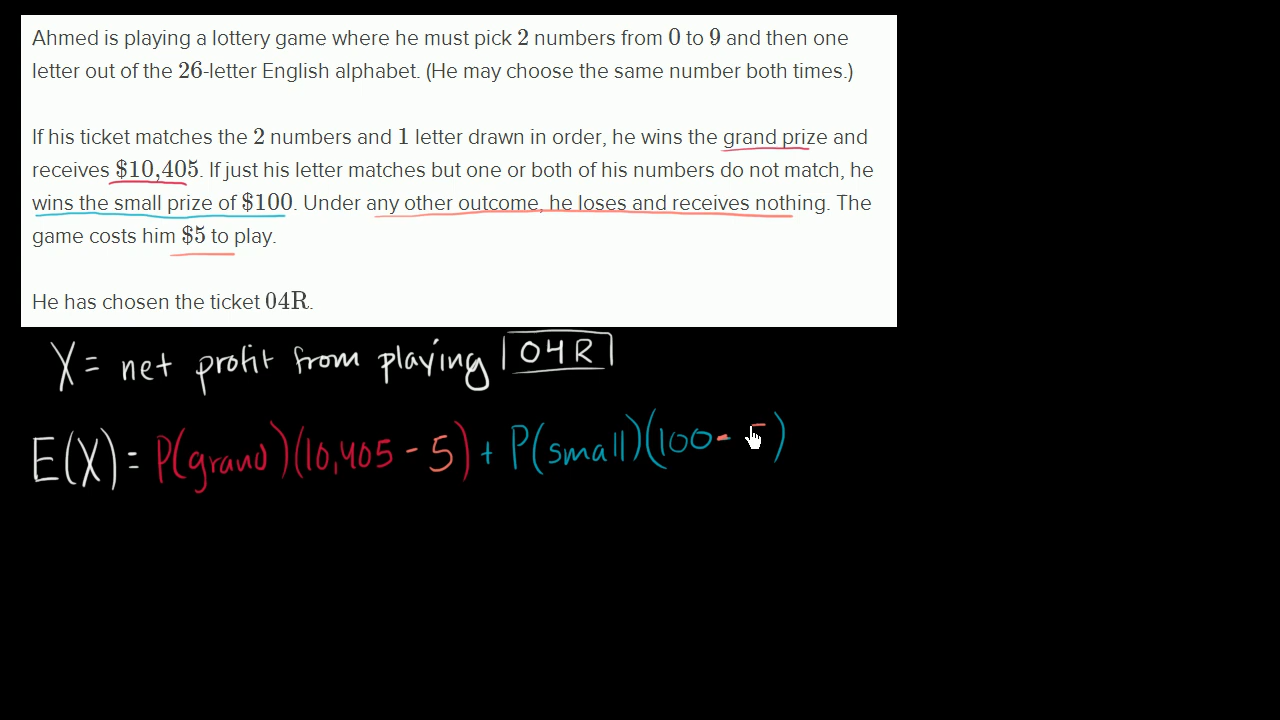 Ahmed is playing a lottery game where he must pick 2 numbers from 0 to 9 and then one
letter out of the 26-letter English alphabet. (He may choose the same number both times.)
If his ticket matches the 2 numbers and 1 letter drawn in order, he wins the grand prize and
receives $10,405. If just his letter matches but one or both of his numbers do not match, he
wins the small prize of $100. Under any other outcome, he loses and receives nothing. The
game costs him $5 to play.
He has chosen the ticket 04R.
X = net profit from playing 04R
E(X) = P(grand)(10,405 - 5) + P(small)(100 - 5)